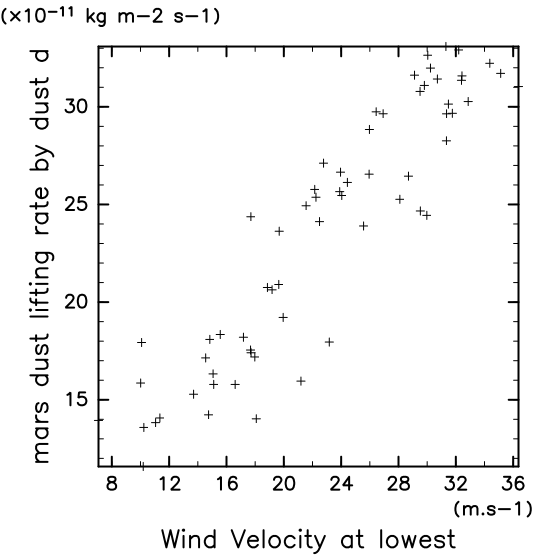 (×10−11 kg m−2 s−1)
mars dust lifting rate by dust d
30
25
20
15
8 12 16 20 24 28 32 36
(m.s−1)
Wind Velocity at lowest